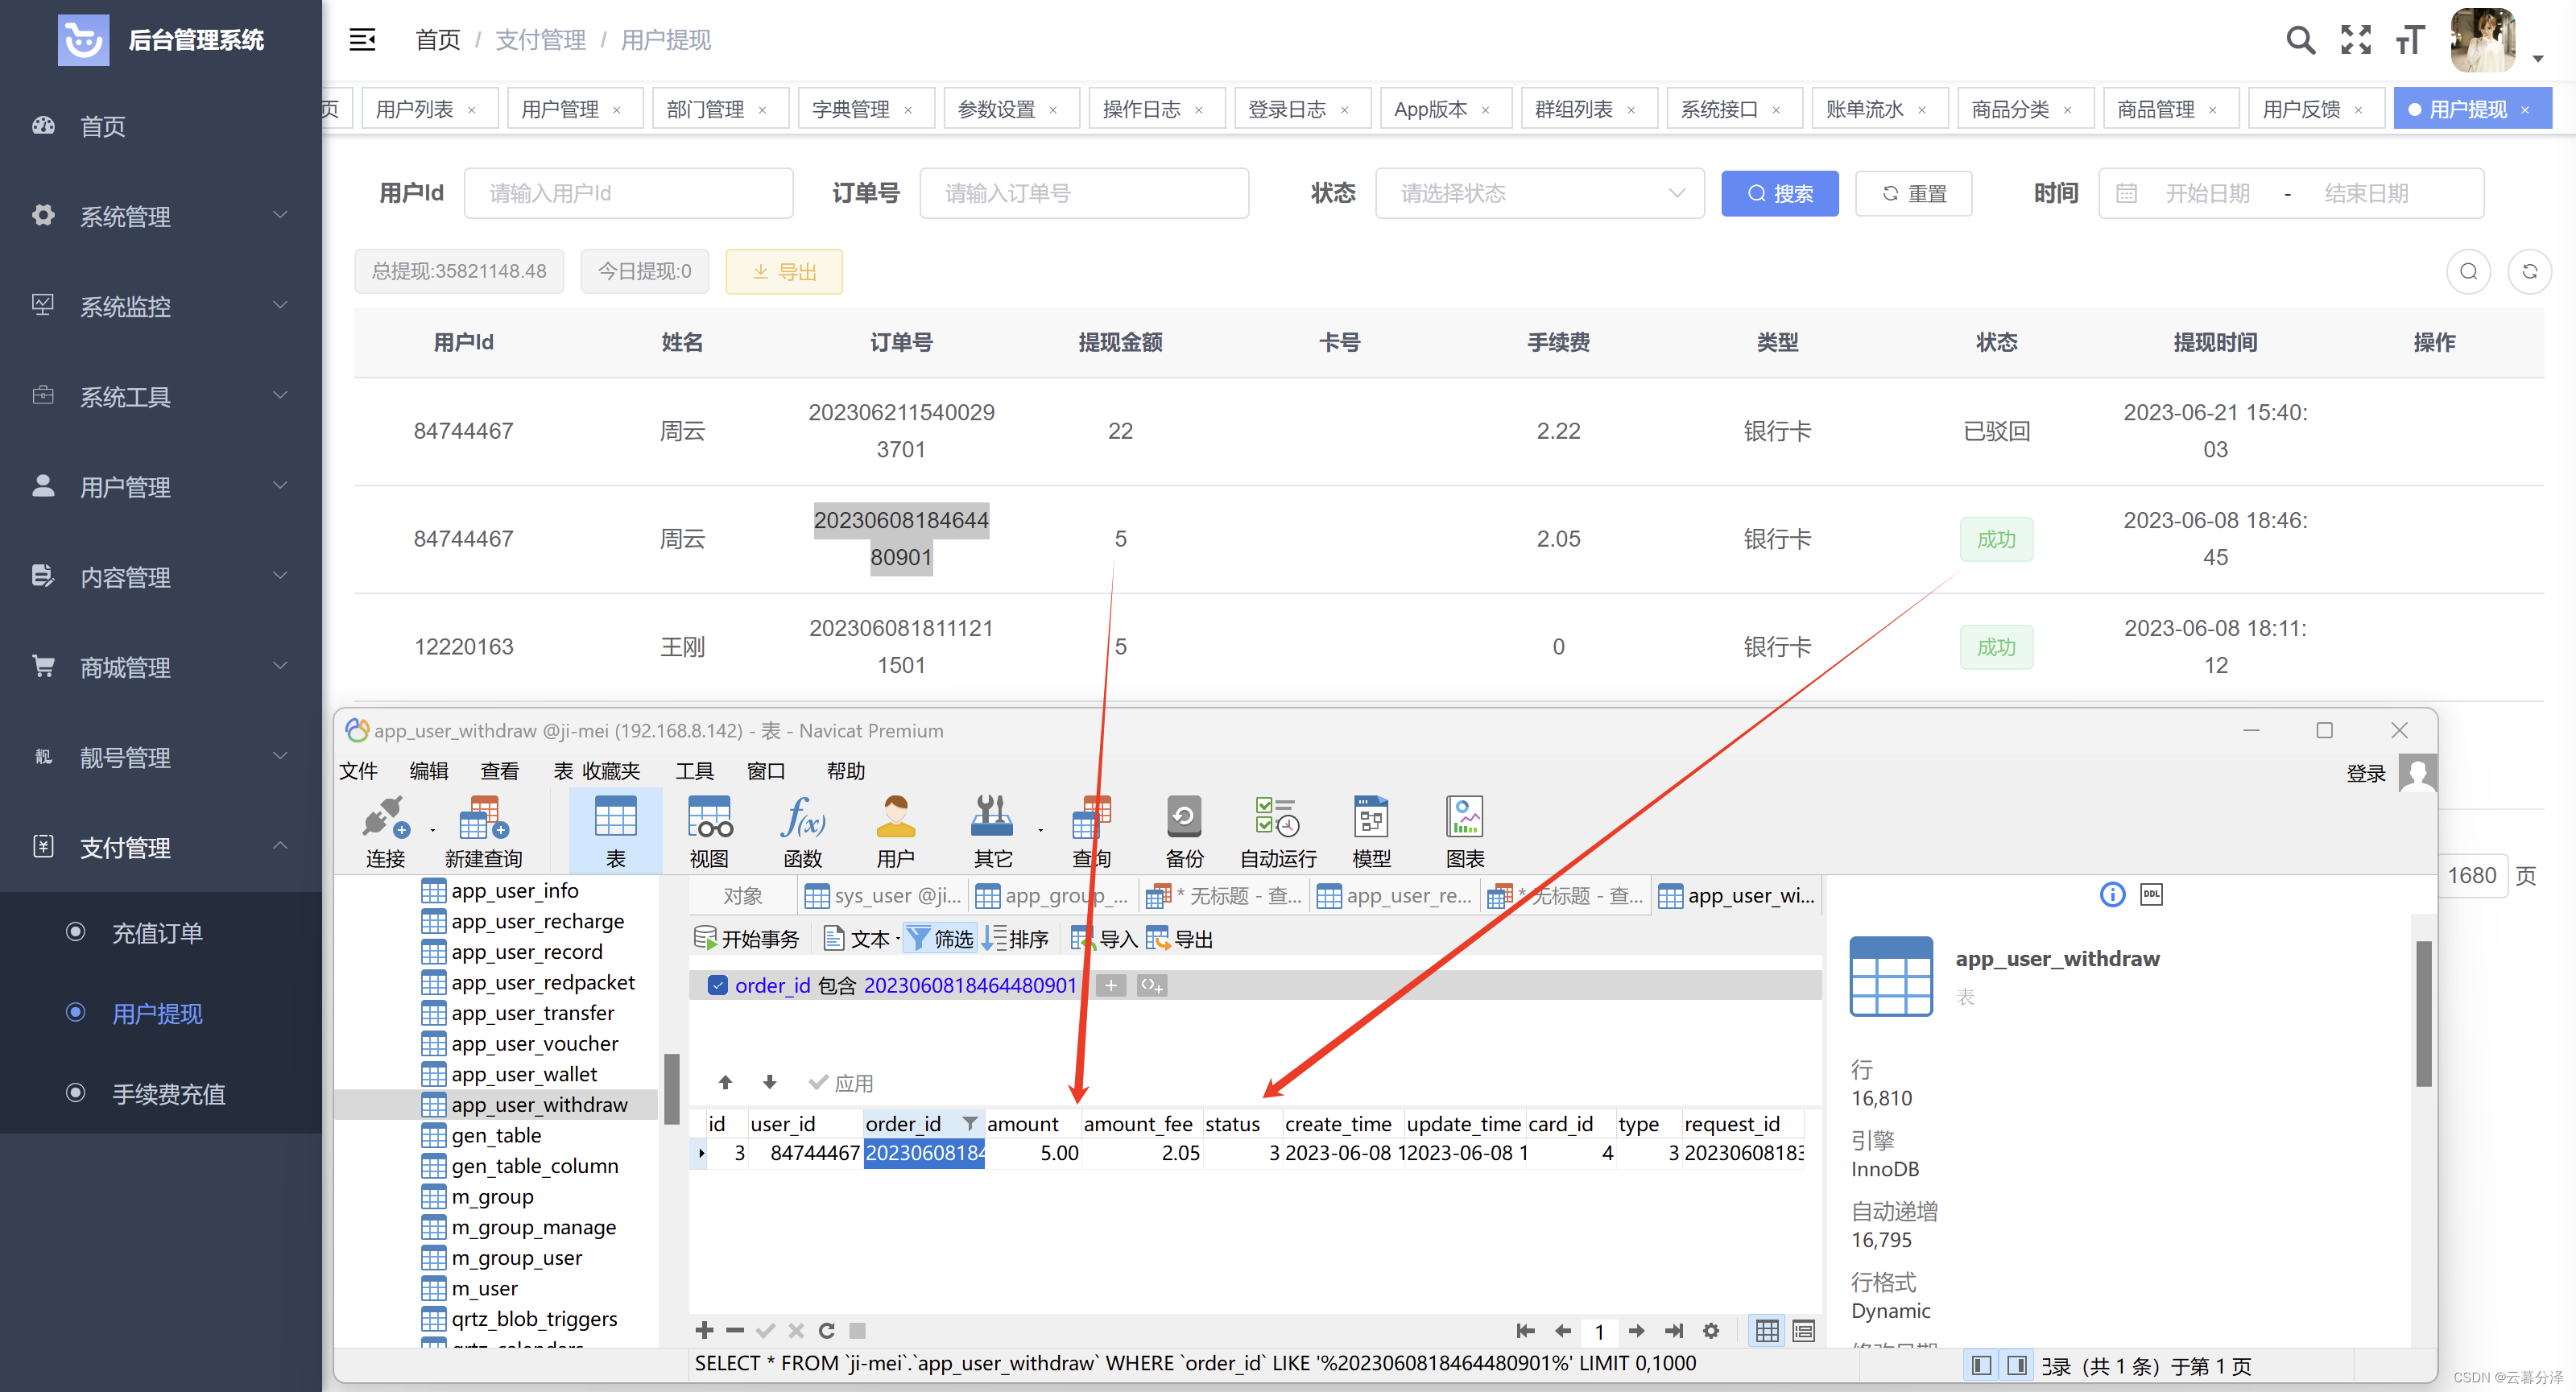 后台管理系统
首页 / 支付管理 / 用户提现
页 用户列表 × 用户管理 × 部门管理 × 字典管理 × 参数设置 × 操作日志 × 登录日志 × App版本 × 群组列表 × 系统接口 × 账单流水 × 商品分类 × 商品管理 × 用户反馈 × 用户提现 ×
首页
系统管理
系统监控
系统工具
用户管理
内容管理
商城管理
靓 靓号管理
支付管理
充值订单
用户提现
手续费充值
用户Id 请输入用户Id 订单号 请输入订单号 状态 请选择状态 搜索 重置 时间 开始日期 - 结束日期
总提现:35821148.48 今日提现:0 导出
用户Id 姓名 订单号 提现金额 卡号 手续费 类型 状态 提现时间 操作
84744467 周云 202306211540029 22 2.22 银行卡 已驳回 2023-06-21 15:40:
3701 03
84744467 周云 20230608184644 5 2.05 银行卡 成功 2023-06-08 18:46:
80901 45
12220163 王刚 202306081811121 5 0 银行卡 成功 2023-06-08 18:11:
1501 12
1680 页
app_user_withdraw @ji-mei (192.168.8.142) - 表 - Navicat Premium
文件 编辑 查看 表 收藏夹 工具 窗口 帮助 登录
连接 新建查询 表 视图 函数 用户 其它 查询 备份 自动运行 模型 图表
app_user_info
app_user_recharge
app_user_record
app_user_redpacket
app_user_transfer
app_user_voucher
app_user_wallet
app_user_withdraw
gen_table
gen_table_column
m_group
m_group_manage
m_group_user
m_user
qrtz_blob_triggers
对象 sys_user @ji... app_group_... * 无标题 - 查... app_user_re... * 无标题 - 查... app_user_wi...
开始事务 文本 筛选 排序 导入 导出
order_id 包含 2023060818464480901
应用
id user_id order_id amount amount_fee status create_time update_time card_id type request_id
3 84744467 20230608184 5.00 2.05 3 2023-06-08 1 2023-06-08 1 4 3 20230608183
1
SELECT * FROM `ji-mei`.`app_user_withdraw` WHERE `order_id` LIKE '%2023060818464480901%' LIMIT 0,1000
录 (共 1 条) 于第 1 页
DDL
app_user_withdraw
表
行
16,810
引擎
InnoDB
自动递增
16,795
行格式
Dynamic
CSDN @云暮分泽